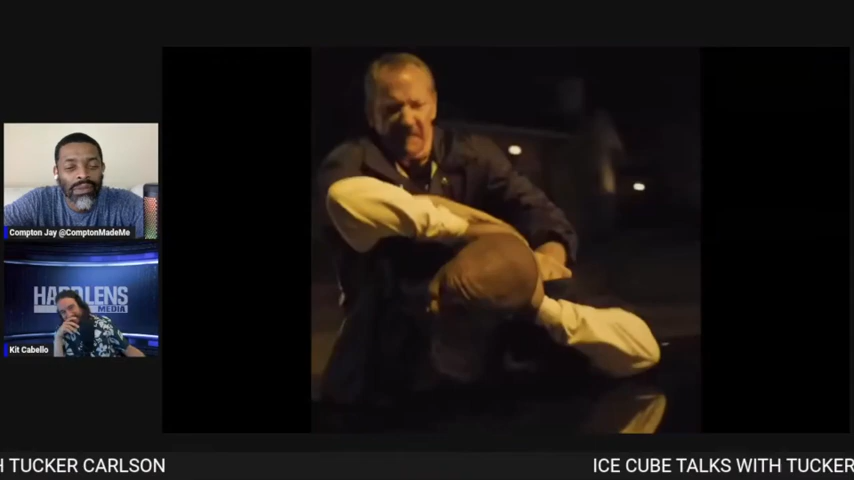 Compton Jay @ComptonMadeMe
HARDLENS
MEDIA
Kit Cabello
H TUCKER CARLSON
ICE CUBE TALKS WITH TUCKER